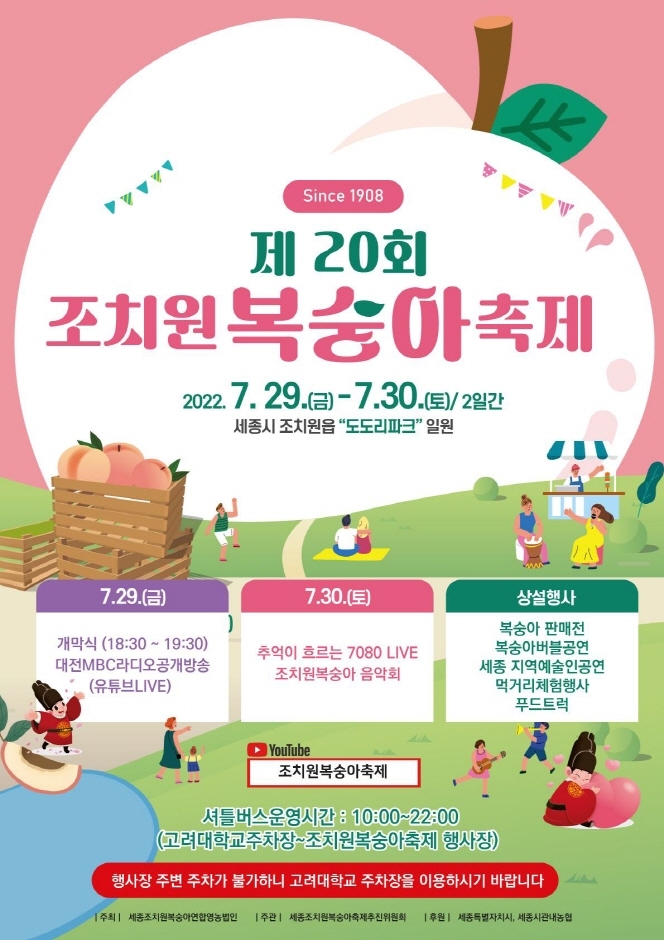 Since 1908
제 20회
조치원복숭아축제
2022. 7. 29.(금) - 7.30.(토)/ 2일간
세종시 조치원읍 “도도리파크” 일원
7.29.(금)
개막식 (18:30 ~ 19:30)
대전MBC라디오공개방송
(유튜브LIVE)
7.30.(토)
추억이 흐르는 7080 LIVE
조치원복숭아 음악회
상설행사
복숭아 판매전
복숭아버블공연
세종 지역예술인공연
먹거리체험행사
푸드트럭
YouTube
조치원복숭아축제
셔틀버스운영시간 : 10:00~22:00
(고려대학교주차장~조치원복숭아축제 행사장)
행사장 주변 주차가 불가하니 고려대학교 주차장을 이용하시기 바랍니다
| 주최 | 세종조치원복숭아연합영농법인 | 주관 | 세종조치원복숭아축제추진위원회 | 후원 | 세종특별자치시, 세종시관내농협